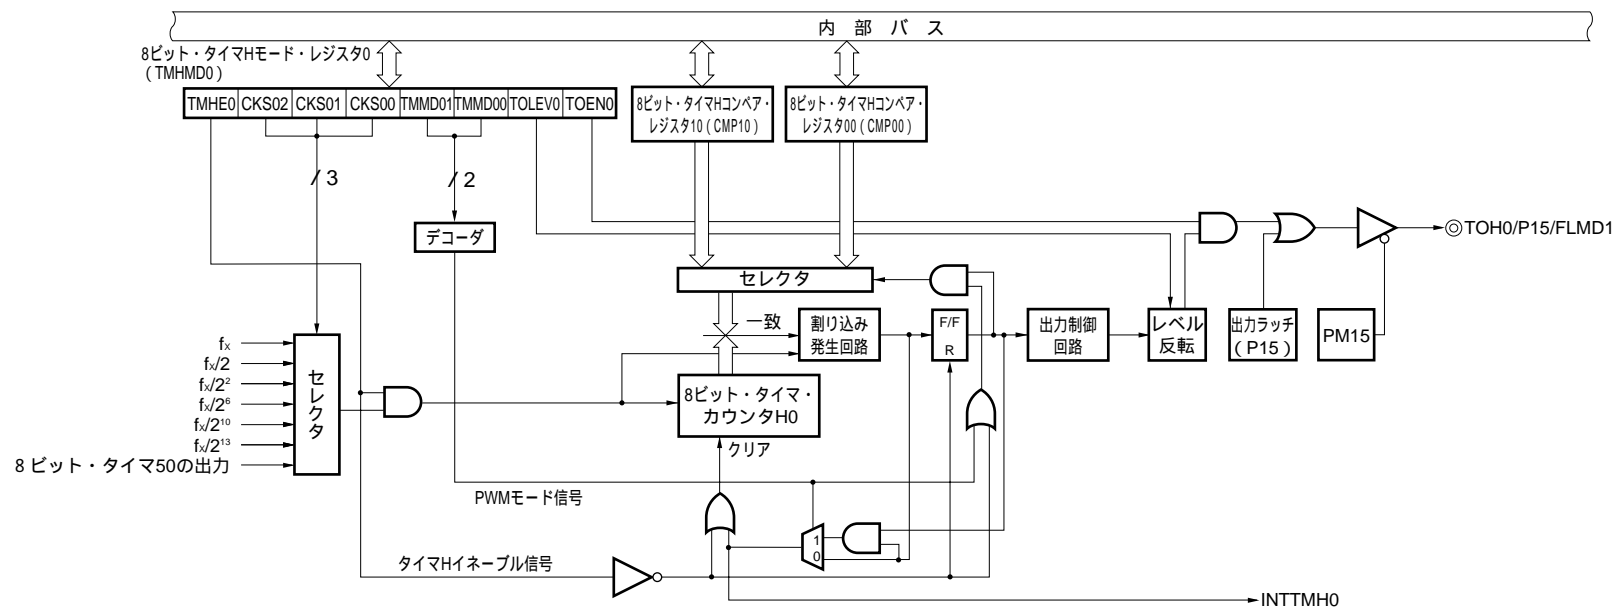 内 部 バ ス
8ビット・タイマHモード・レジスタ0
(TMHMD0)
TMHE0 CKS02 CKS01 CKS00 TMMD01 TMMD00 TOLEV0 TOEN0
8ビット・タイマHコンペア・
レジスタ10(CMP10)
8ビット・タイマHコンペア・
レジスタ00(CMP00)
3
2
デコーダ
TOH0/P15/FLMD1
セレクタ
一致
割り込み
発生回路
F/F
R
出力制御
回路
レベル
反転
出力ラッチ
(P15)
PM15
fX
fX/2
fX/2²
fX/2⁶
fX/2¹⁰
fX/2¹³
8 ビット・タイマ50の出力
セレクタ
8ビット・タイマ・
カウンタH0
クリア
PWMモード信号
1
0
タイマHイネーブル信号
INTTMH0